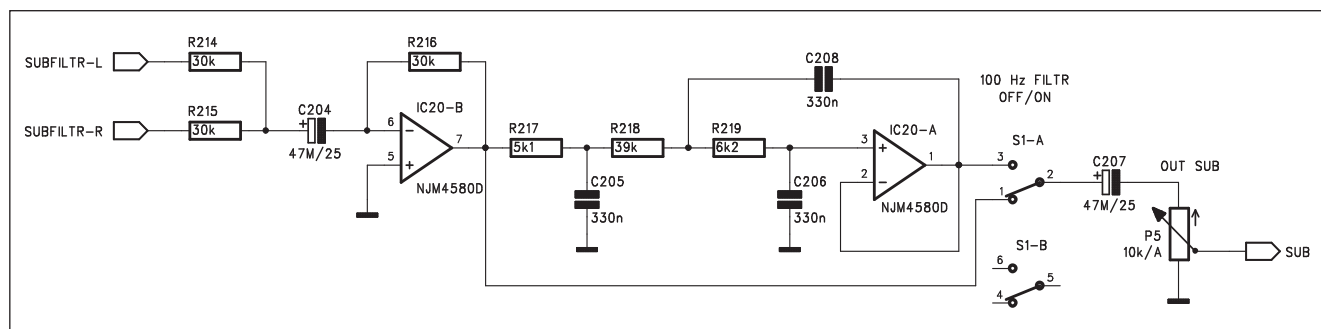 SUBFILTR-L
R214
30k
SUBFILTR-R
R215
30k
C204
+
47M/25
R216
30k
IC20-B
6
5
7
NJM4580D
R217
5k1
C205
330n
R218
39k
C208
330n
R219
6k2
C206
330n
IC20-A
3
2
1
NJM4580D
100 Hz FILTR
OFF/ON
S1-A
3
1
2
S1-B
6
4
5
C207
+
47M/25
OUT SUB
P5
10k/A
SUB